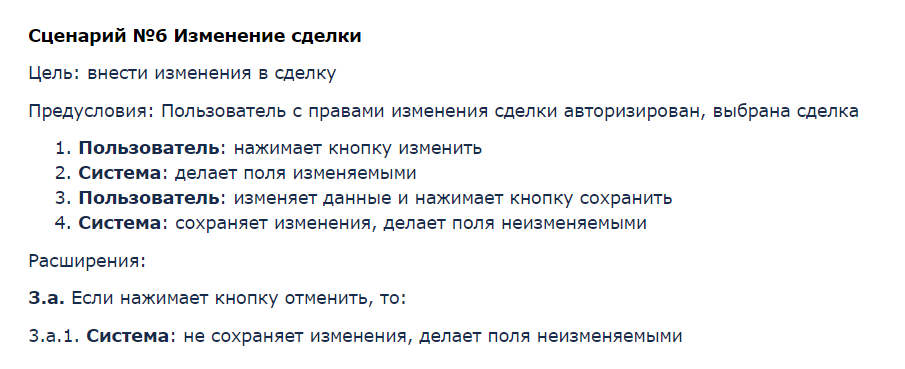 Сценарий №6 Изменение сделки
Цель: внести изменения в сделку
Предусловия: Пользователь с правами изменения сделки авторизирован, выбрана сделка
1. Пользователь: нажимает кнопку изменить
2. Система: делает поля изменяемыми
3. Пользователь: изменяет данные и нажимает кнопку сохранить
4. Система: сохраняет изменения, делает поля неизменяемыми
Расширения:
3.а. Если нажимает кнопку отменить, то:
3.а.1. Система: не сохраняет изменения, делает поля неизменяемыми